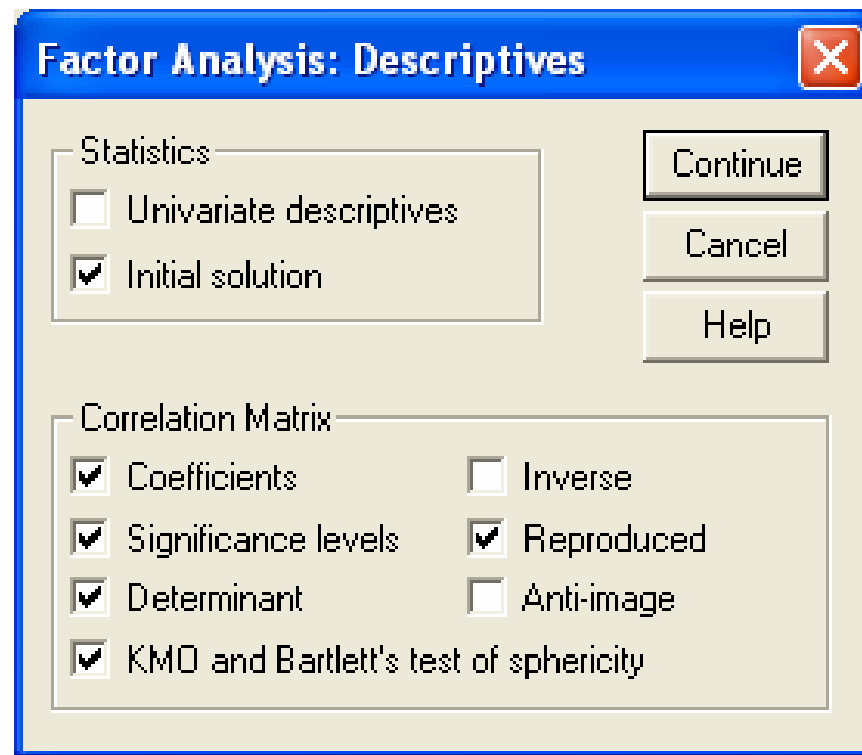 Factor Analysis: Descriptives
Statistics
Univariate descriptives
Initial solution
Continue
Cancel
Help
Correlation Matrix
Coefficients
Inverse
Significance levels
Reproduced
Determinant
Anti-image
KMO and Bartlett's test of sphericity